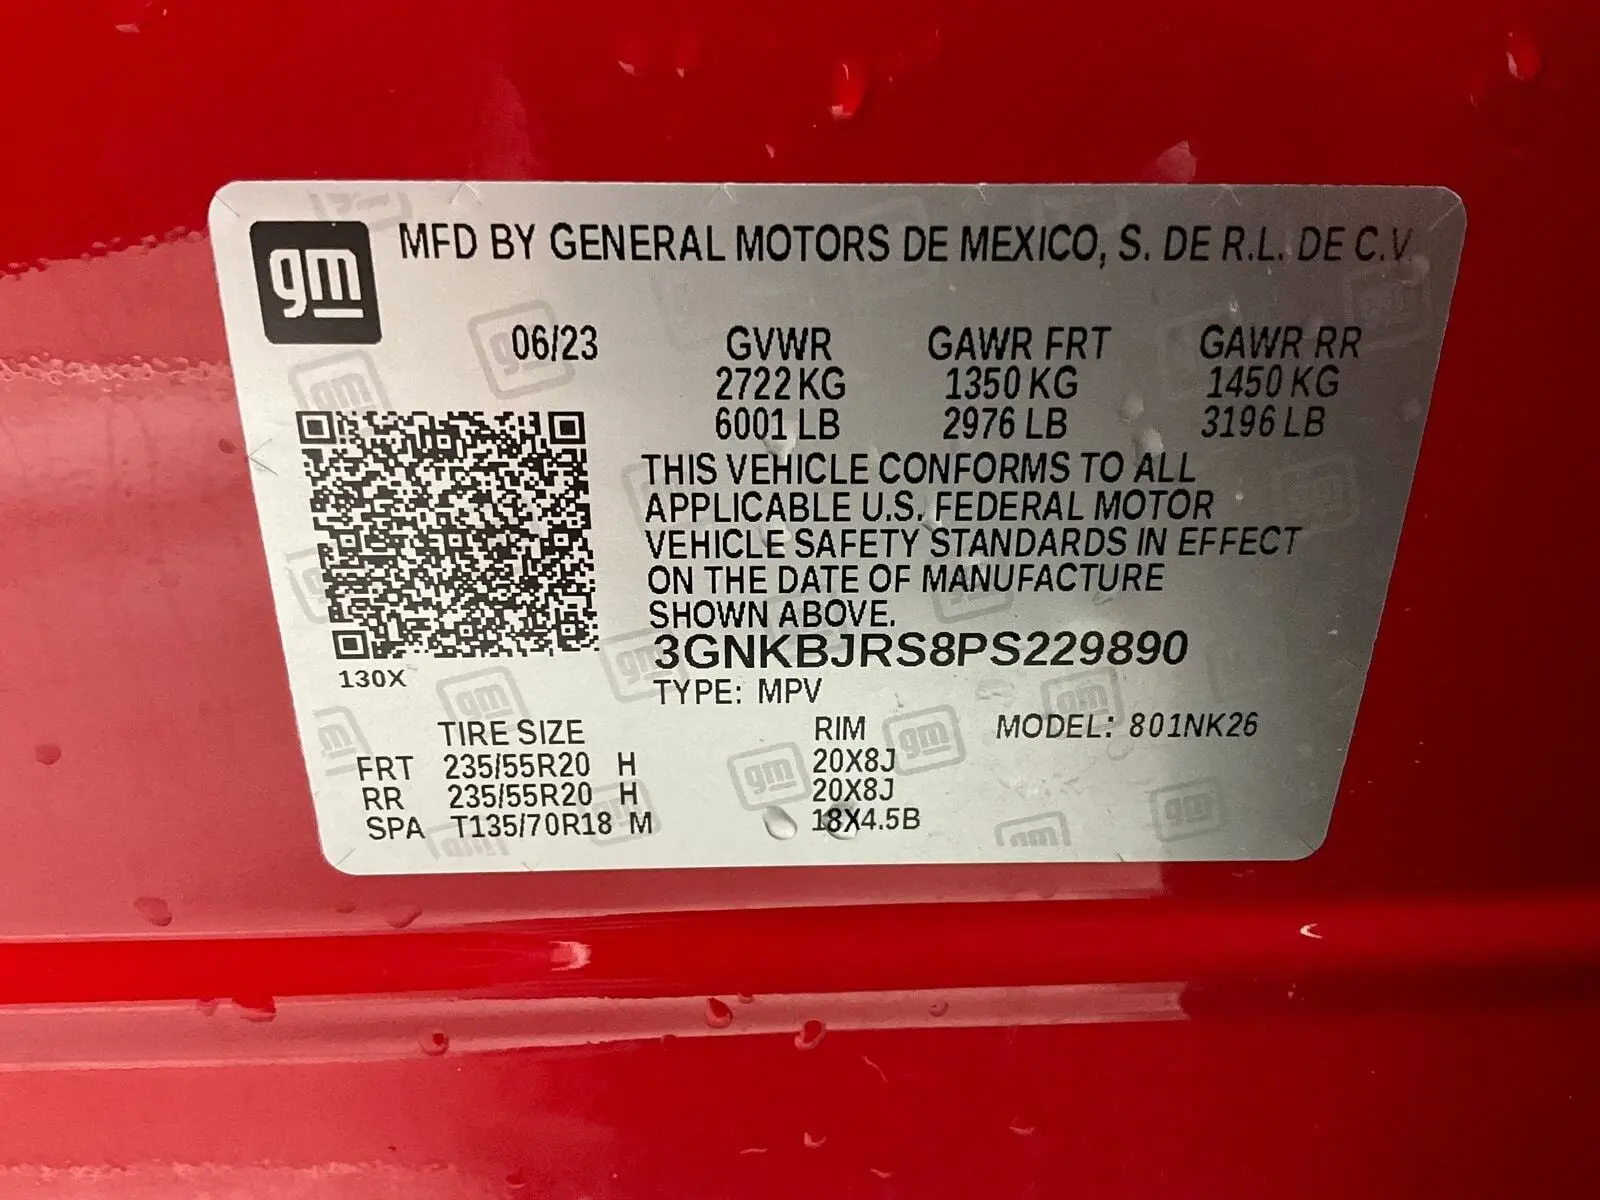 gm MFD BY GENERAL MOTORS DE MEXICO, S. DE R.L. DE C.V.
06/23 GVWR GAWR FRT GAWR RR
2722 KG 1350 KG 1450 KG
6001 LB 2976 LB 3196 LB
THIS VEHICLE CONFORMS TO ALL
APPLICABLE U.S. FEDERAL MOTOR
VEHICLE SAFETY STANDARDS IN EFFECT
ON THE DATE OF MANUFACTURE
SHOWN ABOVE.
3GNKBJRS8PS229890
130X
TYPE: MPV
TIRE SIZE RIM MODEL: 801NK26
FRT 235/55R20 H 20X8J
RR 235/55R20 H 20X8J
SPA T135/70R18 M 18X4.5B